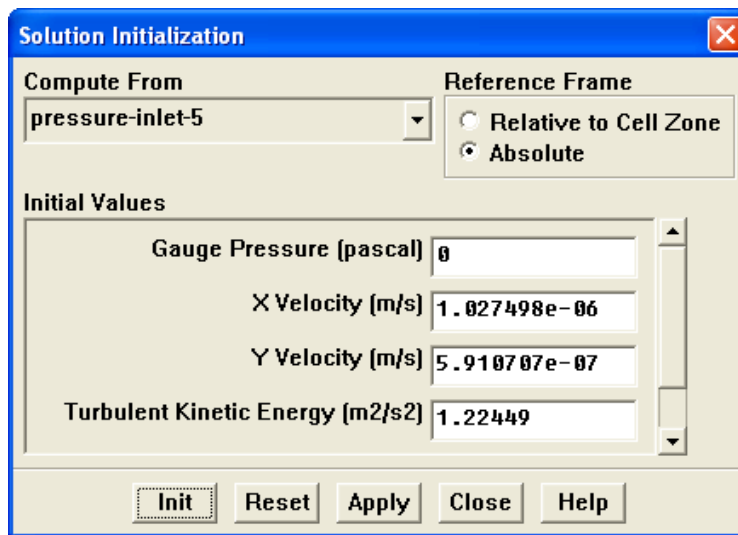 Solution Initialization
Compute From
pressure-inlet-5
Reference Frame
Relative to Cell Zone
Absolute
Initial Values
Gauge Pressure (pascal) 0
X Velocity (m/s) 1.027498e-06
Y Velocity (m/s) 5.910707e-07
Turbulent Kinetic Energy (m2/s2) 1.22449
Init Reset Apply Close Help